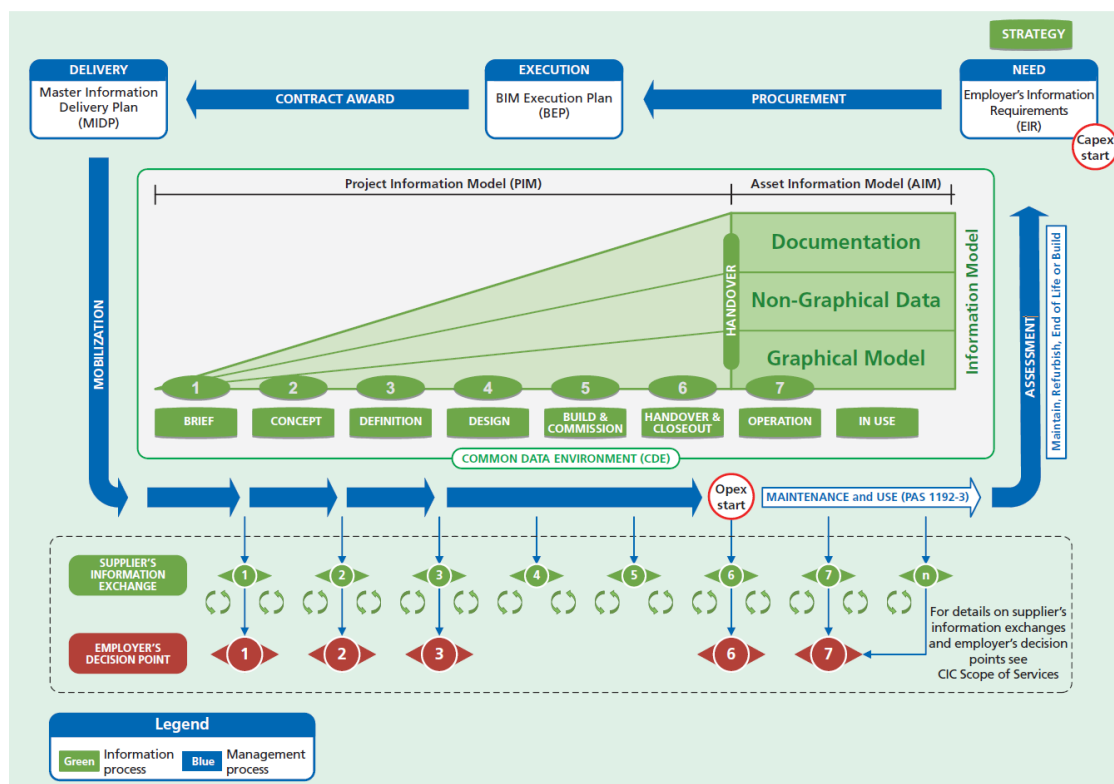 STRATEGY
DELIVERY
Master Information
Delivery Plan
(MIDP)
CONTRACT AWARD
EXECUTION
BIM Execution Plan
(BEP)
PROCUREMENT
NEED
Employer's Information
Requirements
(EIR)
Capex
start
Project Information Model (PIM)
Asset Information Model (AIM)
Documentation
Non-Graphical Data
Graphical Model
HANDOVER
Information Model
MOBILIZATION
ASSESSMENT
Maintain, Refurbish, End of Life or Build
1 2 3 4 5 6 7
BRIEF
CONCEPT
DEFINITION
DESIGN
BUILD &
COMMISSION
HANDOVER &
CLOSEOUT
OPERATION
IN USE
COMMON DATA ENVIRONMENT (CDE)
Opex
start
MAINTENANCE and USE (PAS 1192-3)
SUPPLIER'S
INFORMATION
EXCHANGE
1 2 3 4 5 6 7 n
EMPLOYER'S
DECISION POINT
1 2 3 6 7
For details on supplier's
information exchanges
and employer's decision
points see
CIC Scope of Services
Legend
Green Information
process
Blue Management
process